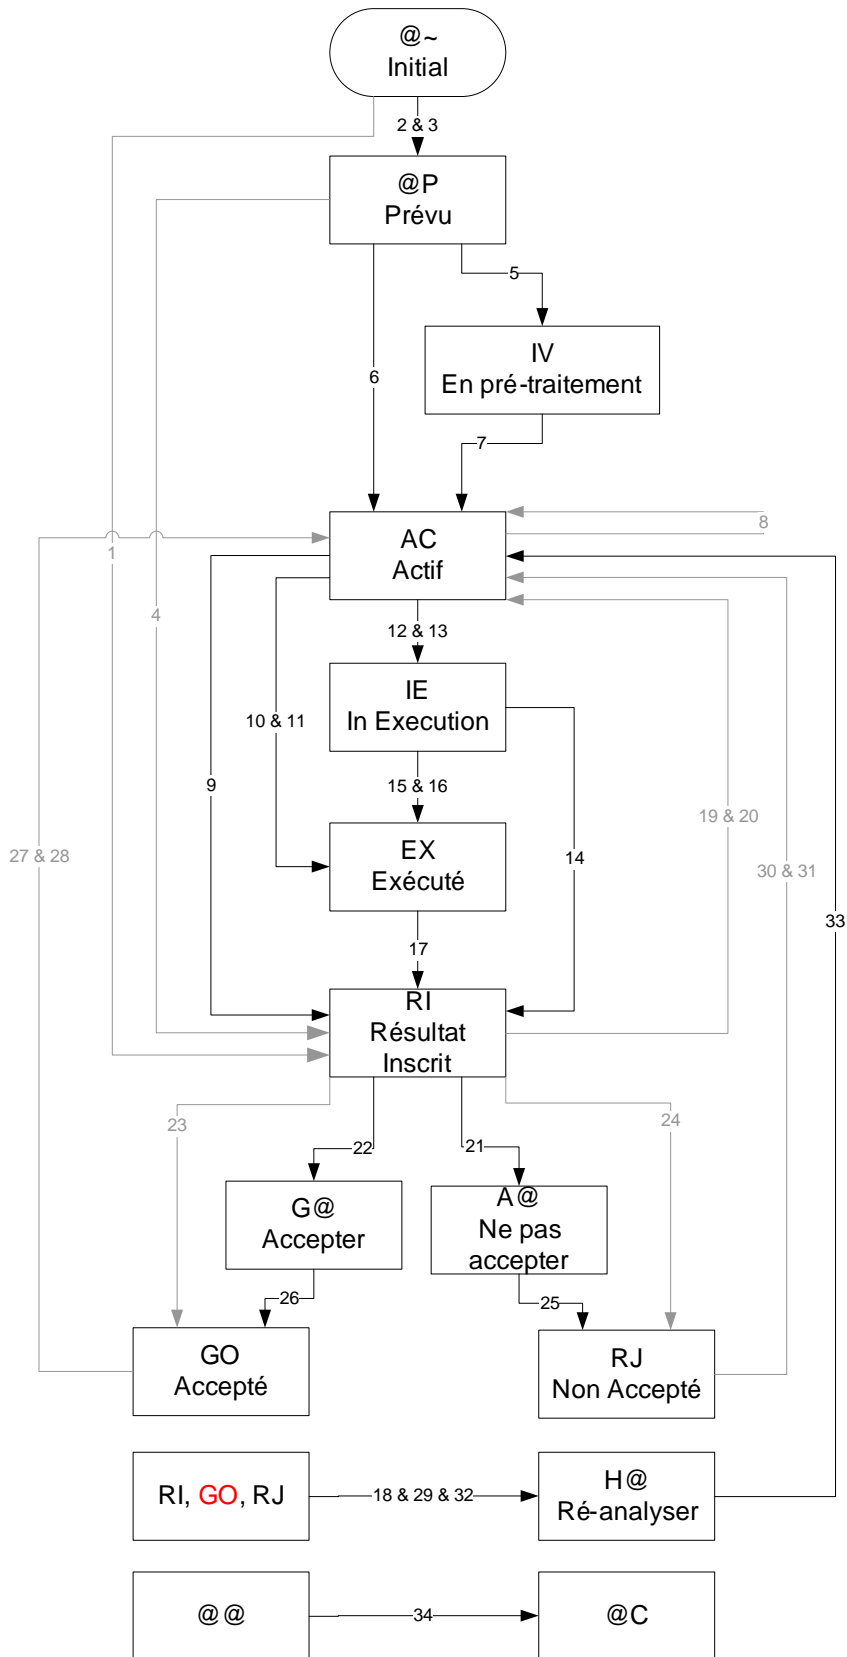 @~
Initial
2 & 3
@P
Prévu
5
IV
En pré-traitement
6
7
8
AC
Actif
1
4
12 & 13
IE
In Execution
10 & 11
9
15 & 16
19 & 20
EX
Exécuté
27 & 28
14
30 & 31
33
17
RI
Résultat
Inscrit
23
24
22
21
G@
Accepter
A@
Ne pas
accepter
26
25
GO
Accepté
RJ
Non Accepté
RI, GO, RJ
18 & 29 & 32
H@
Ré-analyser
@@
34
@C